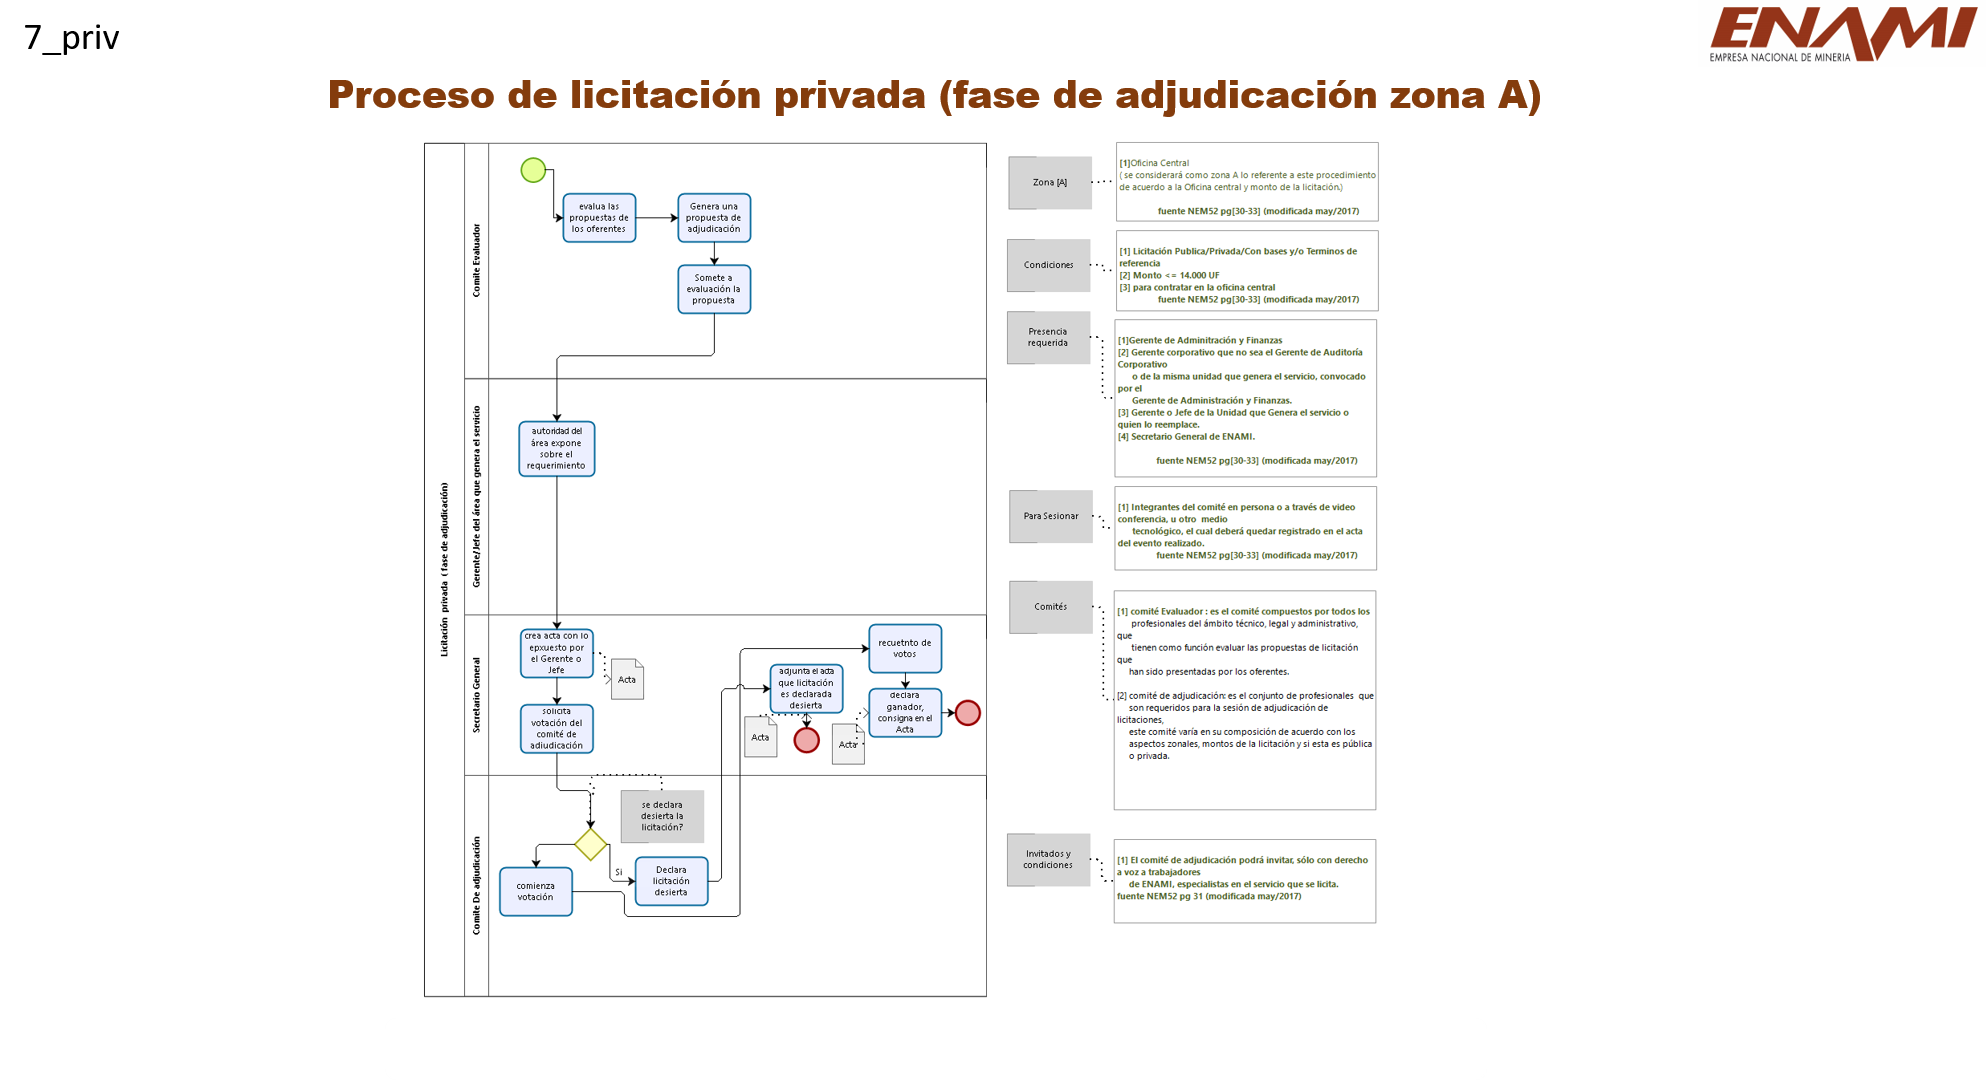 7_priv
ENAMI
EMPRESA NACIONAL DE MINERIA
Proceso de licitación privada (fase de adjudicación zona A)
Licitación privada ( fase de adjudicación)
Comite Evaluador
evalua las
propuestas de
los oferentes
Genera una
propuesta de
adjudicación
Somete a
evaluación la
propuesta
Gerente/Jefe del área que genera el servicio
autoridad del
área expone
sobre el
requerimiento
Secretario General
crea acta con lo
epxuesto por
el Gerente o
Jefe
Acta
solicita
votación del
comité de
adjudicación
adjunta el acta
que licitación
es declarada
desierta
Acta
recuetnto de
votos
declara
ganador,
consigna en el
Acta
Acta
Comite De adjudicación
se declara
desierta la
licitación?
Si
comienza
votación
Declara
licitación
desierta
Zona [A]
[1]Oficina Central
( se considerará como zona A lo referente a este procedimiento
de acuerdo a la Oficina central y monto de la licitación.)
fuente NEM52 pg[30-33] (modificada may/2017)
Condiciones
[1] Licitación Publica/Privada/Con bases y/o Terminos de
referencia
[2] Monto <= 14.000 UF
[3] para contratar en la oficina central
fuente NEM52 pg[30-33] (modificada may/2017)
Presencia
requerida
[1]Gerente de Adminitración y Finanzas
[2] Gerente corporativo que no sea el Gerente de Auditoría
Corporativo
o de la misma unidad que genera el servicio, convocado
por el
Gerente de Administración y Finanzas.
[3] Gerente o Jefe de la Unidad que Genera el servicio o
quien lo reemplace.
[4] Secretario General de ENAMI.
fuente NEM52 pg[30-33] (modificada may/2017)
Para Sesionar
[1] Integrantes del comité en persona o a través de video
conferencia, u otro medio
tecnológico, el cual deberá quedar registrado en el acta
del evento realizado.
fuente NEM52 pg[30-33] (modificada may/2017)
Comités
[1] comité Evaluador : es el comité compuestos por todos los
profesionales del ámbito técnico, legal y administrativo,
que
tienen como función evaluar las propuestas de licitación
que
han sido presentadas por los oferentes.
[2] comité de adjudicación: es el conjunto de profesionales que
son requeridos para la sesión de adjudicación de
licitaciones,
este comité varía en su composición de acuerdo con los
aspectos zonales, montos de la licitación y si esta es pública
o privada.
Invitados y
condiciones
[1] El comité de adjudicación podrá invitar, sólo con derecho
a voz a trabajadores
de ENAMI, especialistas en el servicio que se licita.
fuente NEM52 pg 31 (modificada may/2017)